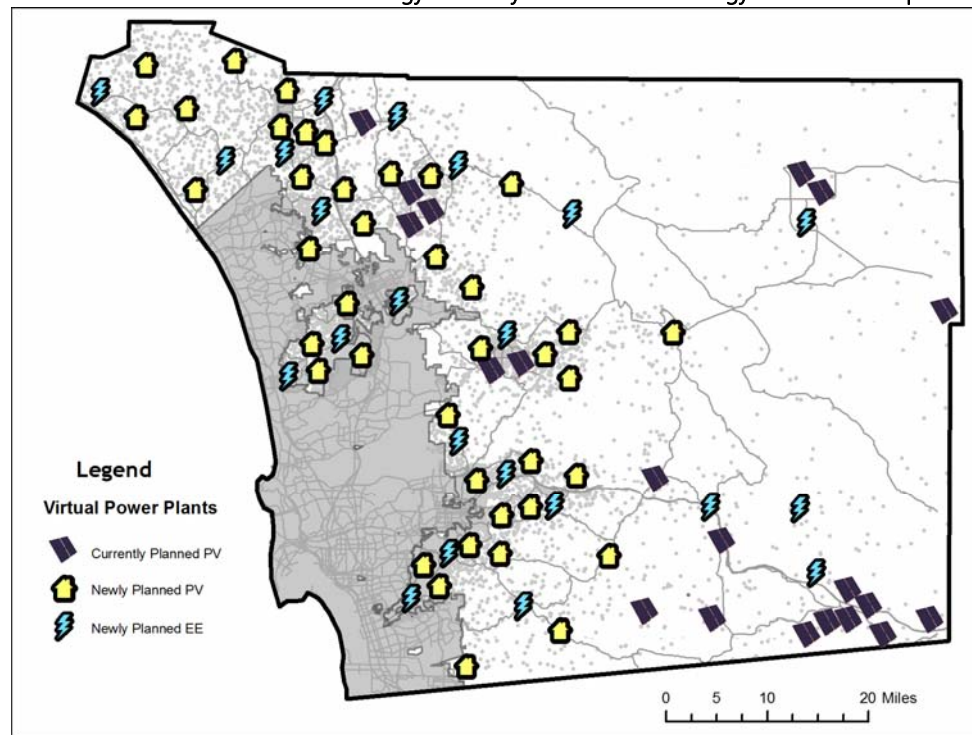 Legend
Virtual Power Plants
Currently Planned PV
Newly Planned PV
Newly Planned EE
0 5 10 20 Miles